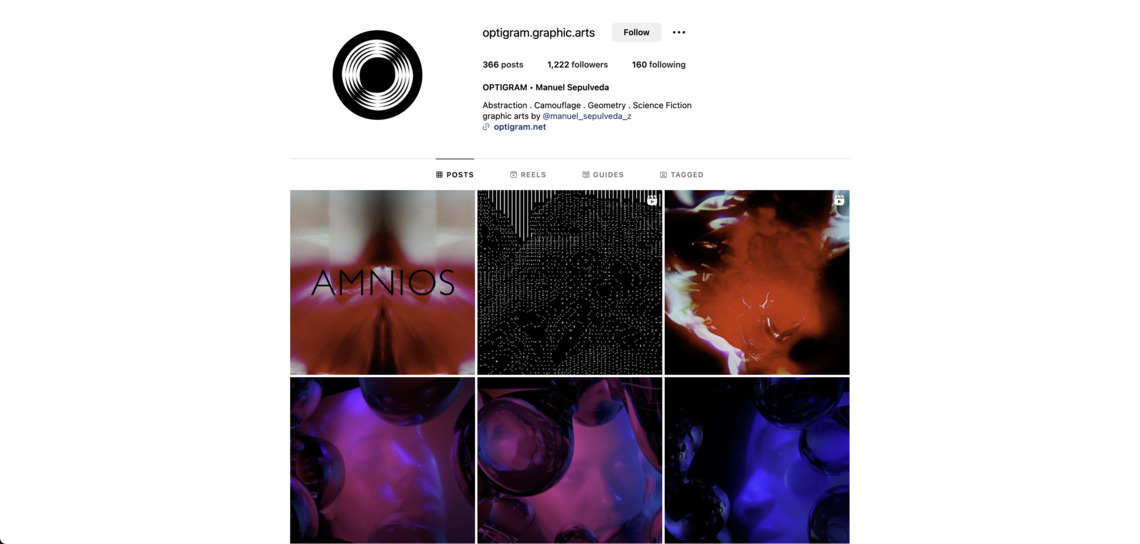 optigram.graphic.arts Follow
366 posts 1,222 followers 160 following
OPTIGRAM • Manuel Sepulveda
Abstraction . Camouflage . Geometry . Science Fiction
graphic arts by @manuel_sepulveda_z
optigram.net
POSTS REELS GUIDES TAGGED
AMNIOS